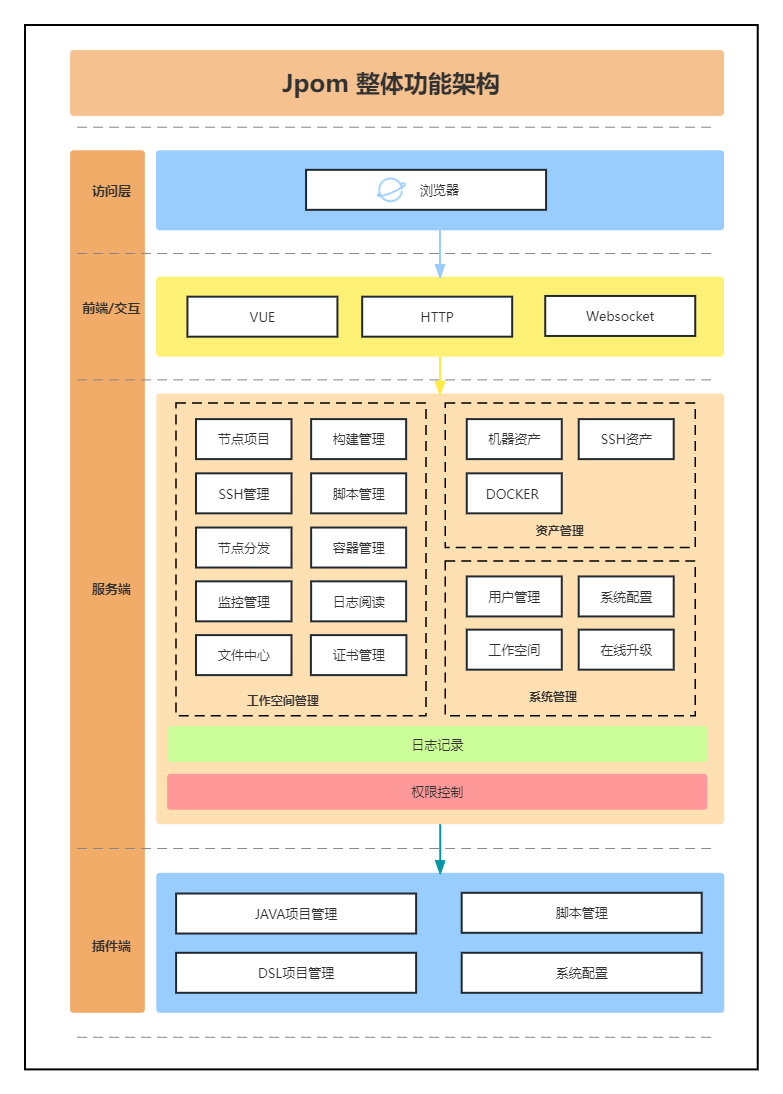 Jpom 整体功能架构
访问层
浏览器
前端/交互
VUE
HTTP
Websocket
服务端
节点项目
构建管理
SSH管理
脚本管理
节点分发
容器管理
监控管理
日志阅读
文件中心
证书管理
工作空间管理
机器资产
SSH资产
DOCKER
资产管理
用户管理
系统配置
工作空间
在线升级
系统管理
日志记录
权限控制
插件端
JAVA项目管理
脚本管理
DSL项目管理
系统配置